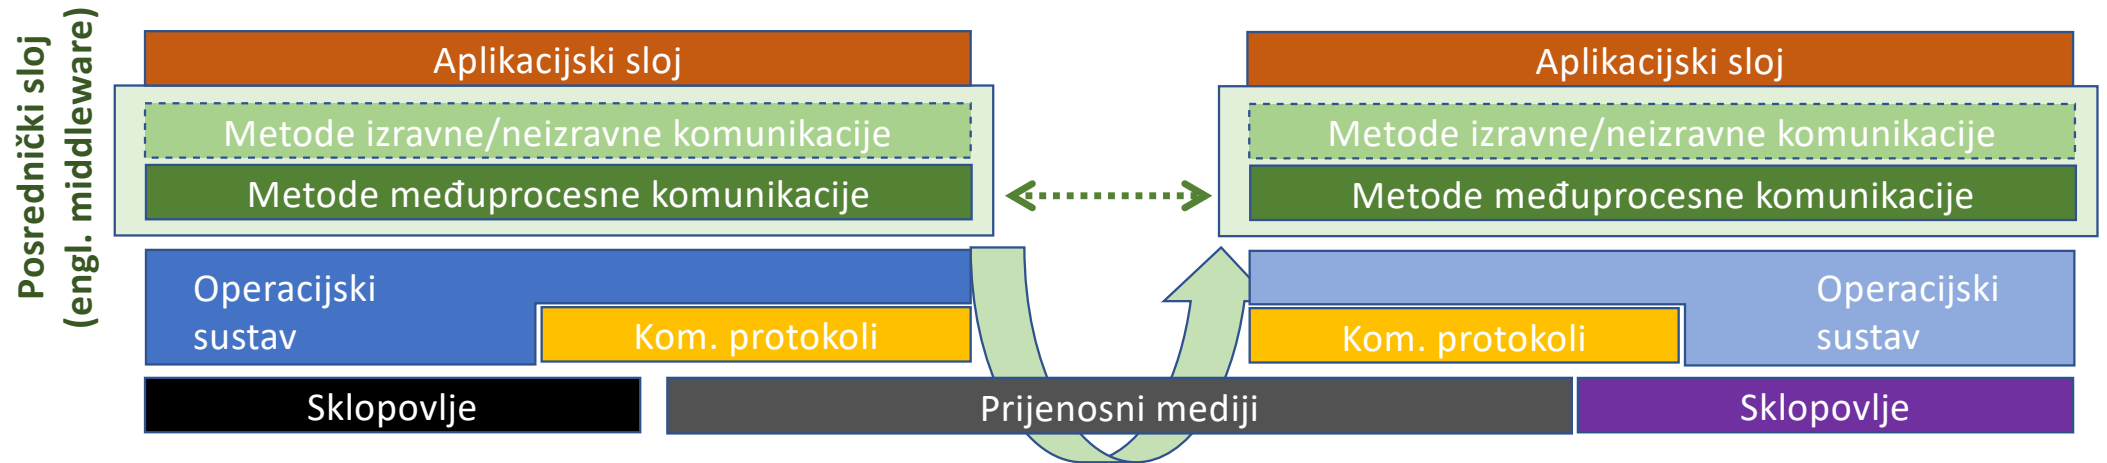 Posrednički sloj
(engl. middleware)
Aplikacijski sloj
Metode izravne/neizravne komunikacije
Metode međuprocesne komunikacije
Operacijski
sustav
Kom. protokoli
Sklopovlje
Prijenosni mediji
Aplikacijski sloj
Metode izravne/neizravne komunikacije
Metode međuprocesne komunikacije
Kom. protokoli
Operacijski
sustav
Sklopovlje